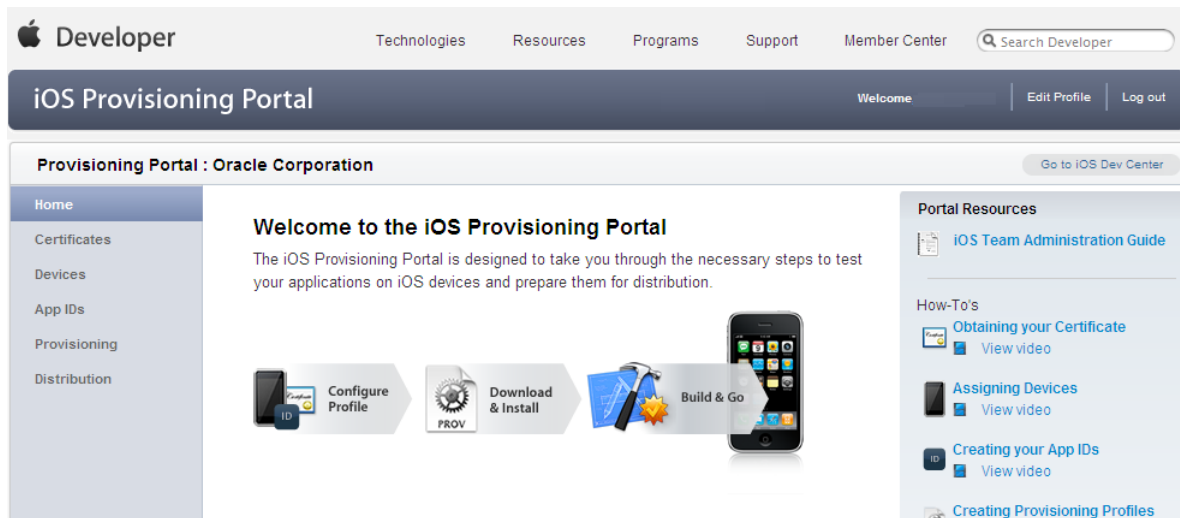 Developer
Technologies Resources Programs Support Member Center Search Developer
iOS Provisioning Portal
Welcome Edit Profile Log out
Provisioning Portal : Oracle Corporation
Go to iOS Dev Center
Home
Certificates
Devices
App IDs
Provisioning
Distribution
Welcome to the iOS Provisioning Portal
The iOS Provisioning Portal is designed to take you through the necessary steps to test
your applications on iOS devices and prepare them for distribution.
ID
Configure
Profile
PROV
Download
& Install
Build & Go
Portal Resources
iOS Team Administration Guide
How-To's
Obtaining your Certificate
View video
Assigning Devices
View video
ID
Creating your App IDs
View video
Creating Provisioning Profiles